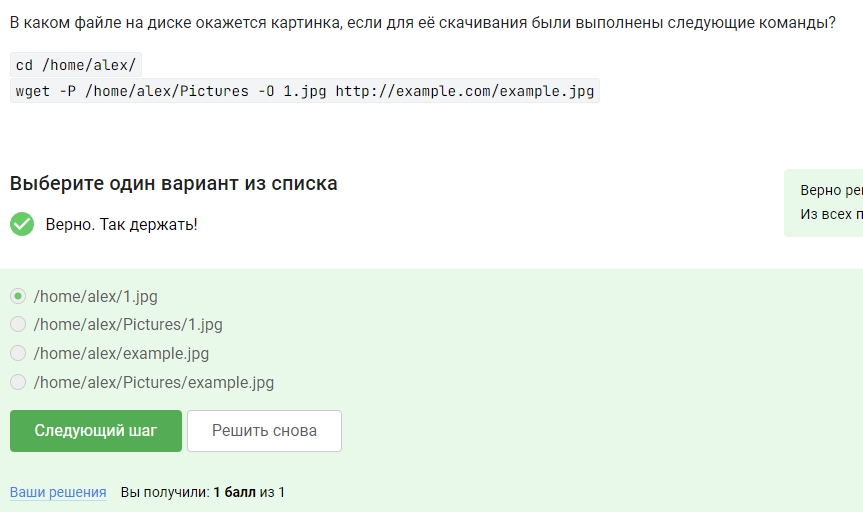 В каком файле на диске окажется картинка, если для её скачивания были выполнены следующие команды?
cd /home/alex/
wget -P /home/alex/Pictures -O 1.jpg http://example.com/example.jpg
Выберите один вариант из списка
Верно. Так держать!
Верно
Из всех
/home/alex/1.jpg
/home/alex/Pictures/1.jpg
/home/alex/example.jpg
/home/alex/Pictures/example.jpg
Следующий шаг
Решить снова
Ваши решения Вы получили: 1 балл из 1